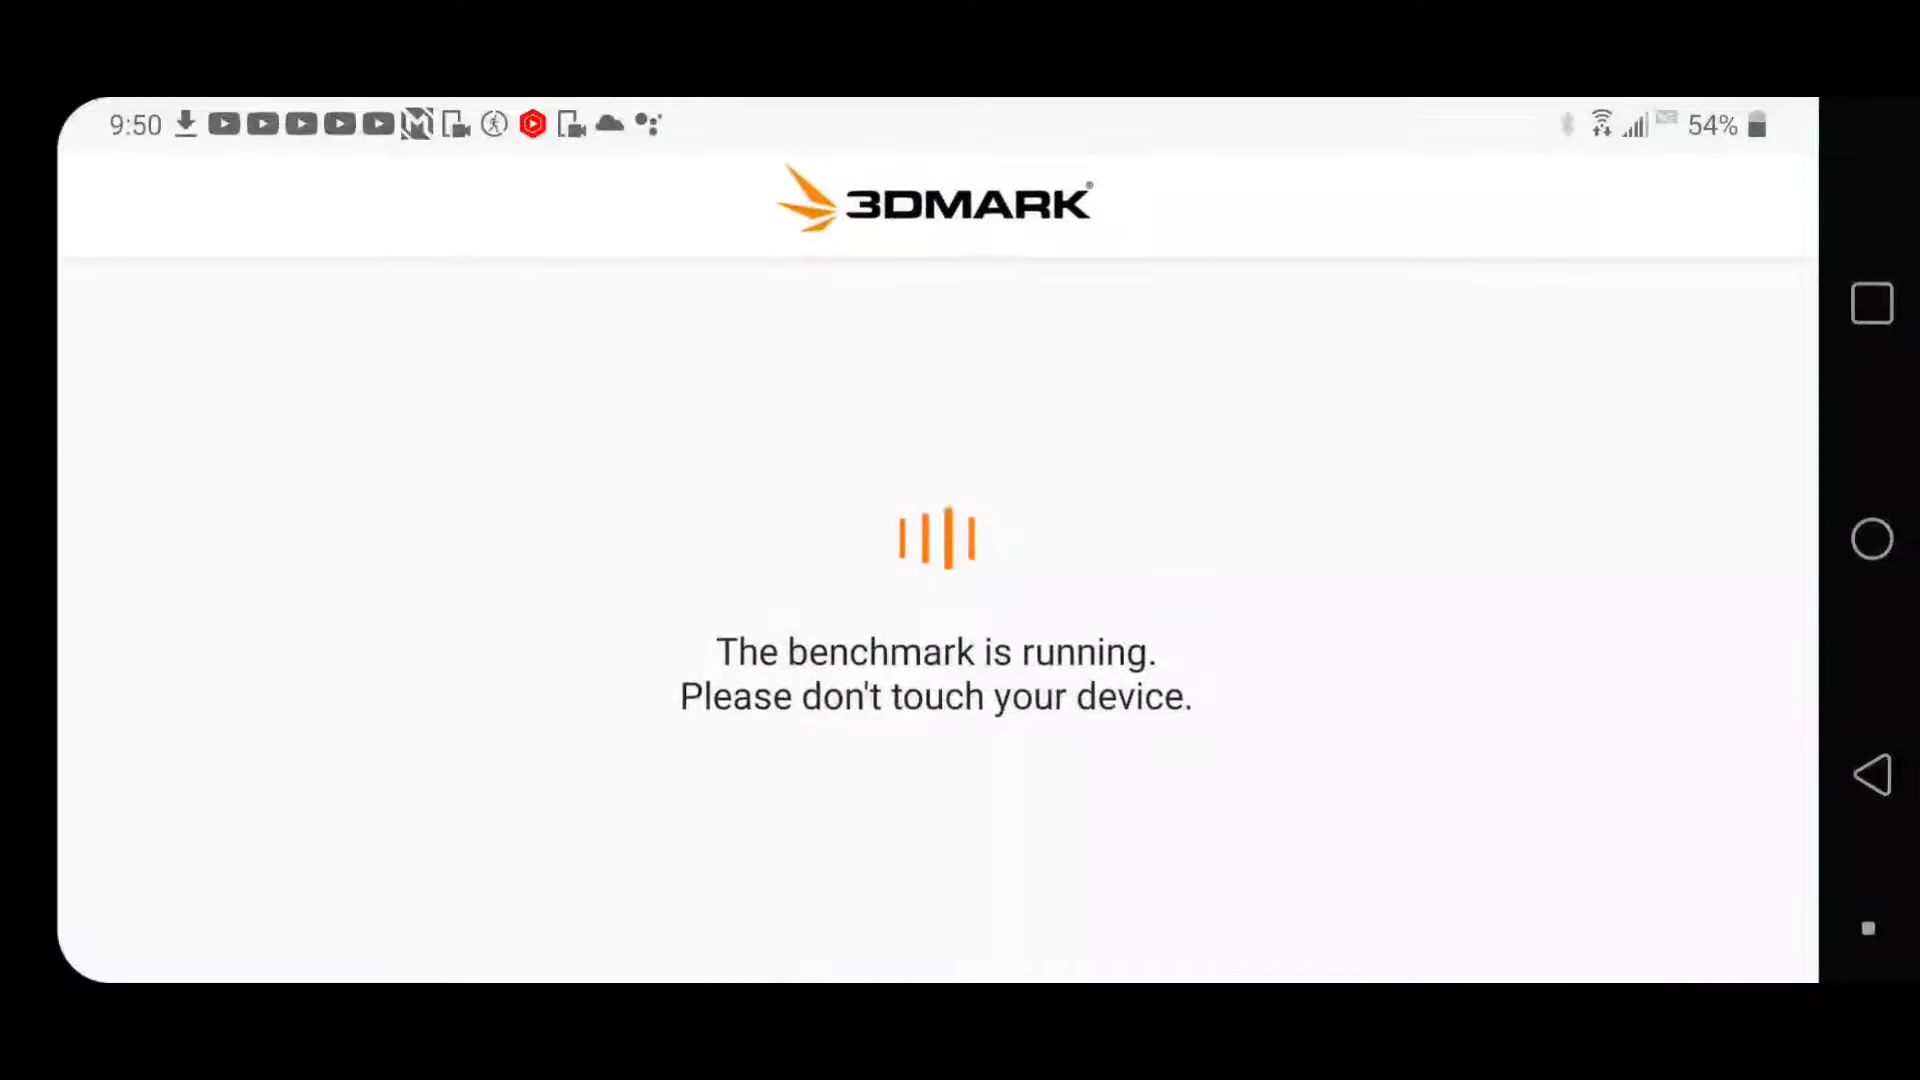 9:50
54%
3DMARK®
The benchmark is running.
Please don't touch your device.